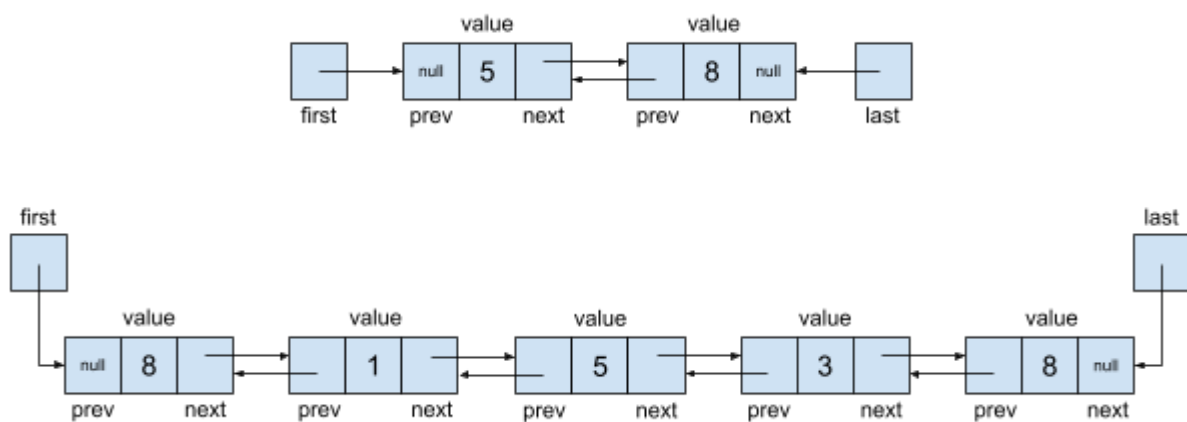 value value
null 5 8 null
first prev next prev next last
first last
value value value value value
null 8 1 5 3 8 null
prev next prev next prev next prev next prev next